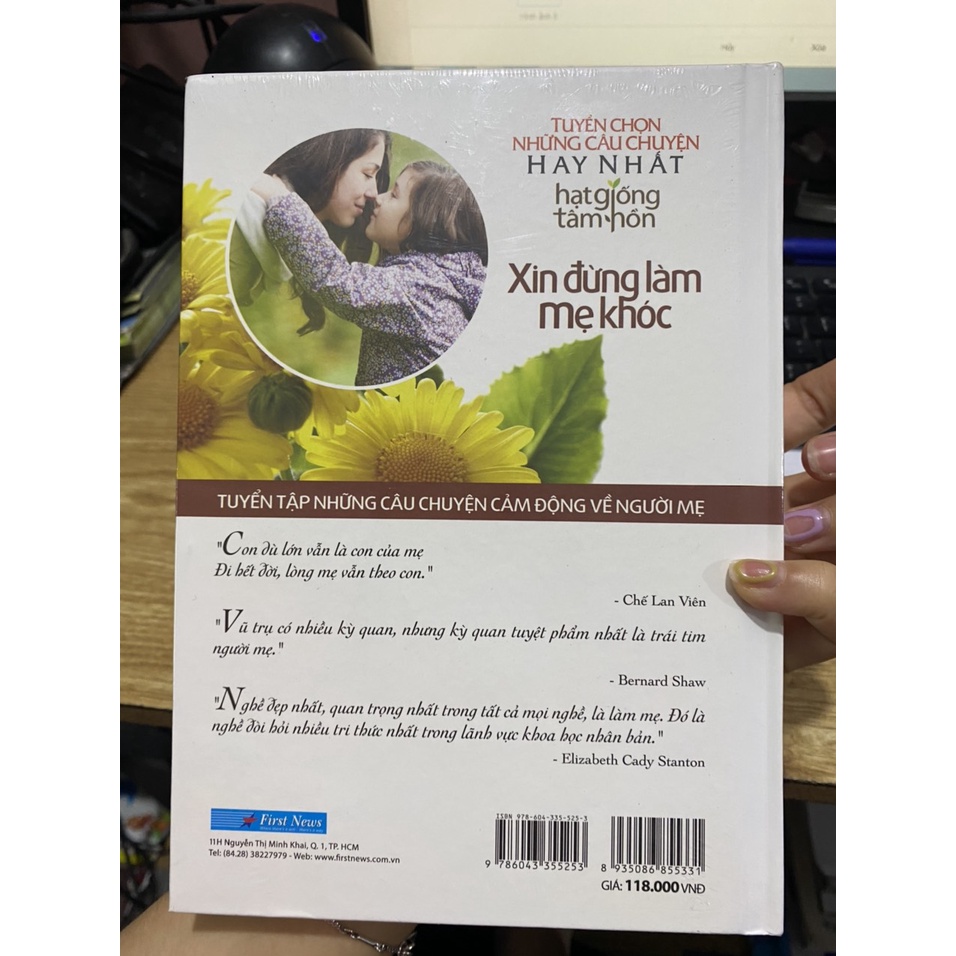 TUYỂN CHỌN
NHỮNG CÂU CHUYỆN
HAY NHẤT
hạt giống
tâm hồn
Xin đừng làm
mẹ khóc
TUYỂN TẬP NHỮNG CÂU CHUYỆN CẢM ĐỘNG VỀ NGƯỜI MẸ
"Con dù lớn vẫn là con của mẹ
Đi hết đời, lòng mẹ vẫn theo con."
- Chế Lan Viên
"Vũ trụ có nhiều kỳ quan, nhưng kỳ quan tuyệt phẩm nhất là trái tim
người mẹ."
- Bernard Shaw
"Nghề đẹp nhất, quan trọng nhất trong tất cả mọi nghề, là làm mẹ. Đó là
nghề đòi hỏi nhiều tri thức nhất trong lãnh vực khoa học nhân bản."
- Elizabeth Cady Stanton
First News
11H Nguyễn Thị Minh Khai, Q. 1, TP. HCM
Tel: (84.28) 38227979 - Web: www.firstnews.com.vn
ISBN 978-604-335-525-3
9 786043 355253
8 935086 855331
GIÁ: 118.000 VNĐ
Hủy
Xóa